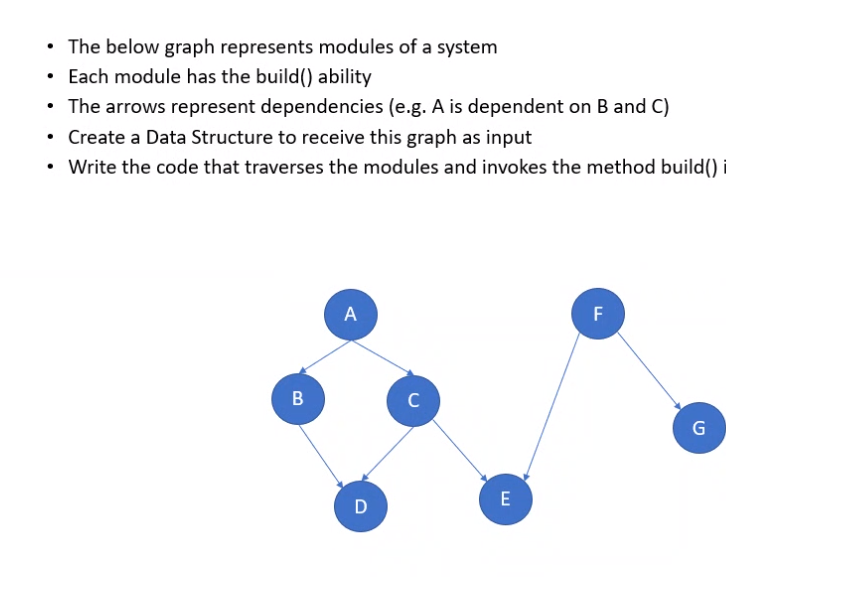 • The below graph represents modules of a system
• Each module has the build() ability
• The arrows represent dependencies (e.g. A is dependent on B and C)
• Create a Data Structure to receive this graph as input
• Write the code that traverses the modules and invokes the method build() i
A
F
B
C
G
D
E